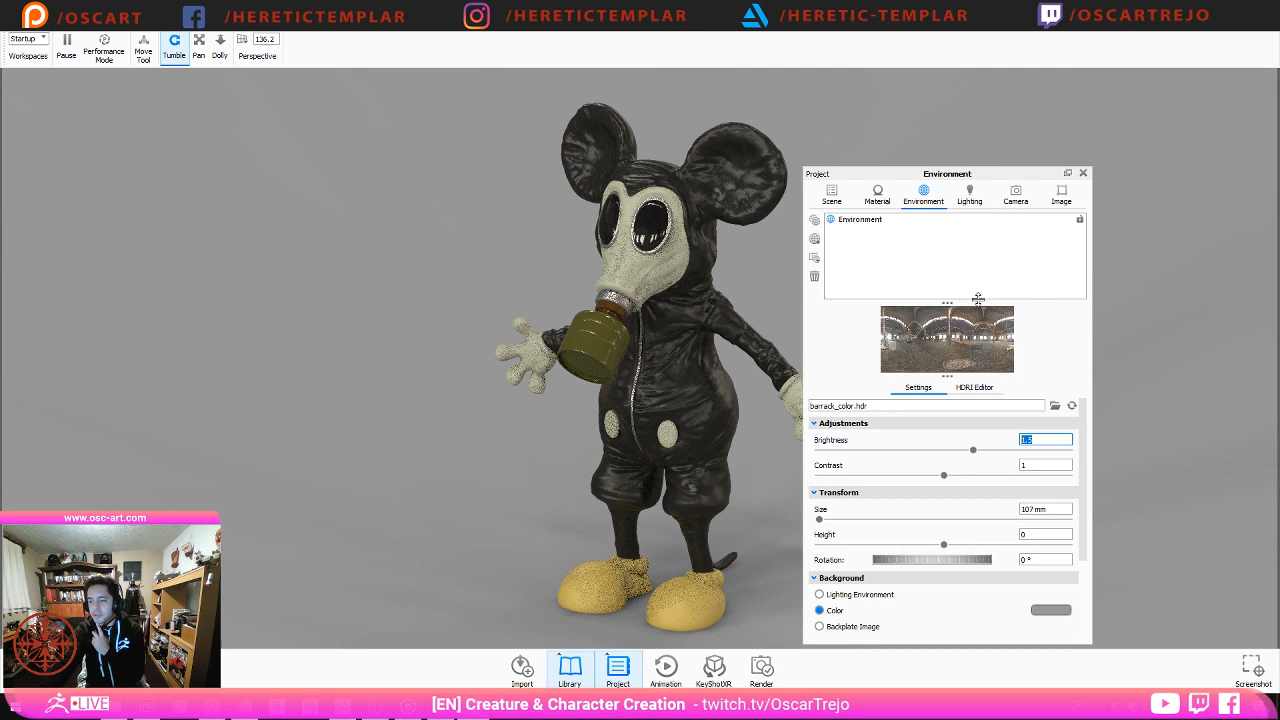 /OSCART
/HERETICTEMPLAR
/HERETICTEMPLAR
/HERETIC-TEMPLAR
/OSCARTREJO
Startup
Workspaces
Pause
Performance
Mode
Move
Tool
Tumble
Pan
Dolly
136.2
Perspective
Project
Environment
Scene
Material
Environment
Lighting
Camera
Image
Environment
Settings
HDRI Editor
barrack_color.hdr
Adjustments
Brightness
1.5
Contrast
1
Transform
Size
107 mm
Height
0
Rotation:
0 °
Background
Lighting Environment
Color
Backplate Image
www.osc-art.com
Import
Library
Project
Animation
KeyShotXR
Render
Screenshot
LIVE
[EN] Creature & Character Creation - twitch.tv/OscarTrejo